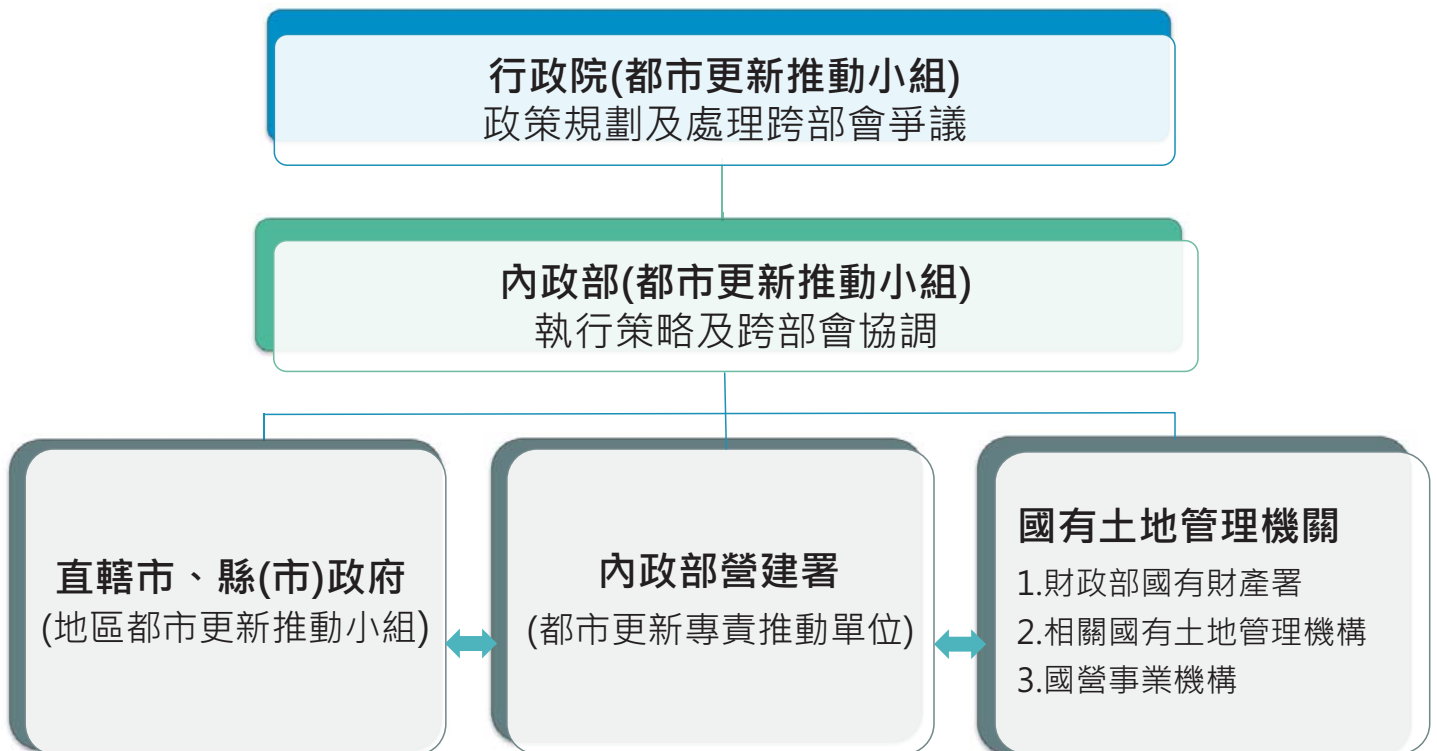 行政院(都市更新推動小組)
政策規劃及處理跨部會爭議
內政部(都市更新推動小組)
執行策略及跨部會協調
直轄市、縣(市)政府
(地區都市更新推動小組)
內政部營建署
(都市更新專責推動單位)
國有土地管理機關
1.財政部國有財產署
2.相關國有土地管理機構
3.國營事業機構